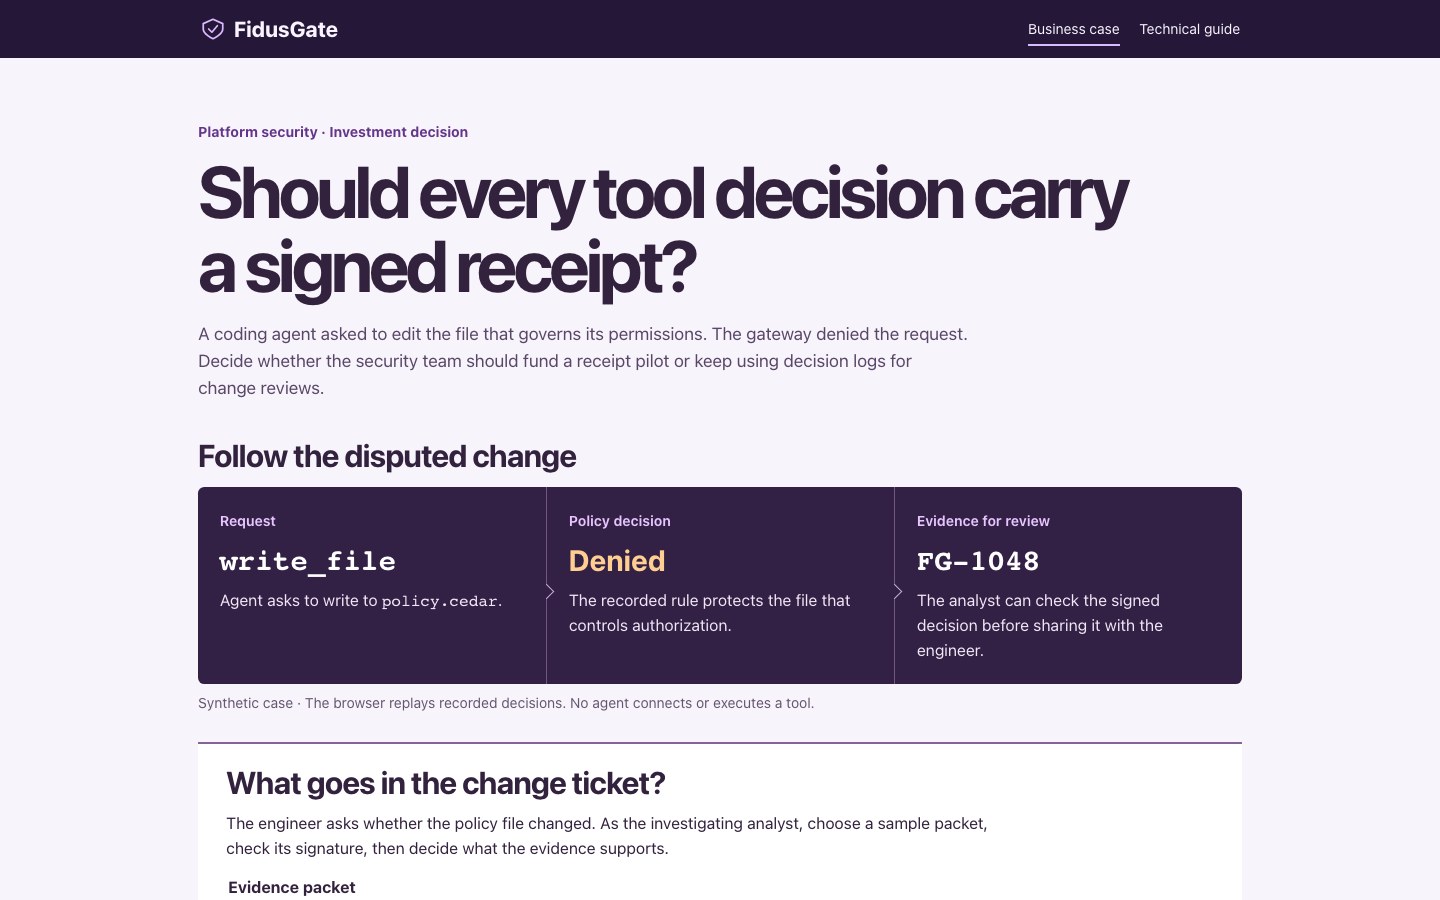 FidusGate
Business case
Technical guide
Platform security · Investment decision
Should every tool decision carry
a signed receipt?
A coding agent asked to edit the file that governs its permissions. The gateway denied the request.
Decide whether the security team should fund a receipt pilot or keep using decision logs for
change reviews.
Follow the disputed change
Request
write_file
Agent asks to write to policy.cedar.
Policy decision
Denied
The recorded rule protects the file that
controls authorization.
Evidence for review
FG-1048
The analyst can check the signed
decision before sharing it with the
engineer.
Synthetic case · The browser replays recorded decisions. No agent connects or executes a tool.
What goes in the change ticket?
The engineer asks whether the policy file changed. As the investigating analyst, choose a sample packet,
check its signature, then decide what the evidence supports.
Evidence packet